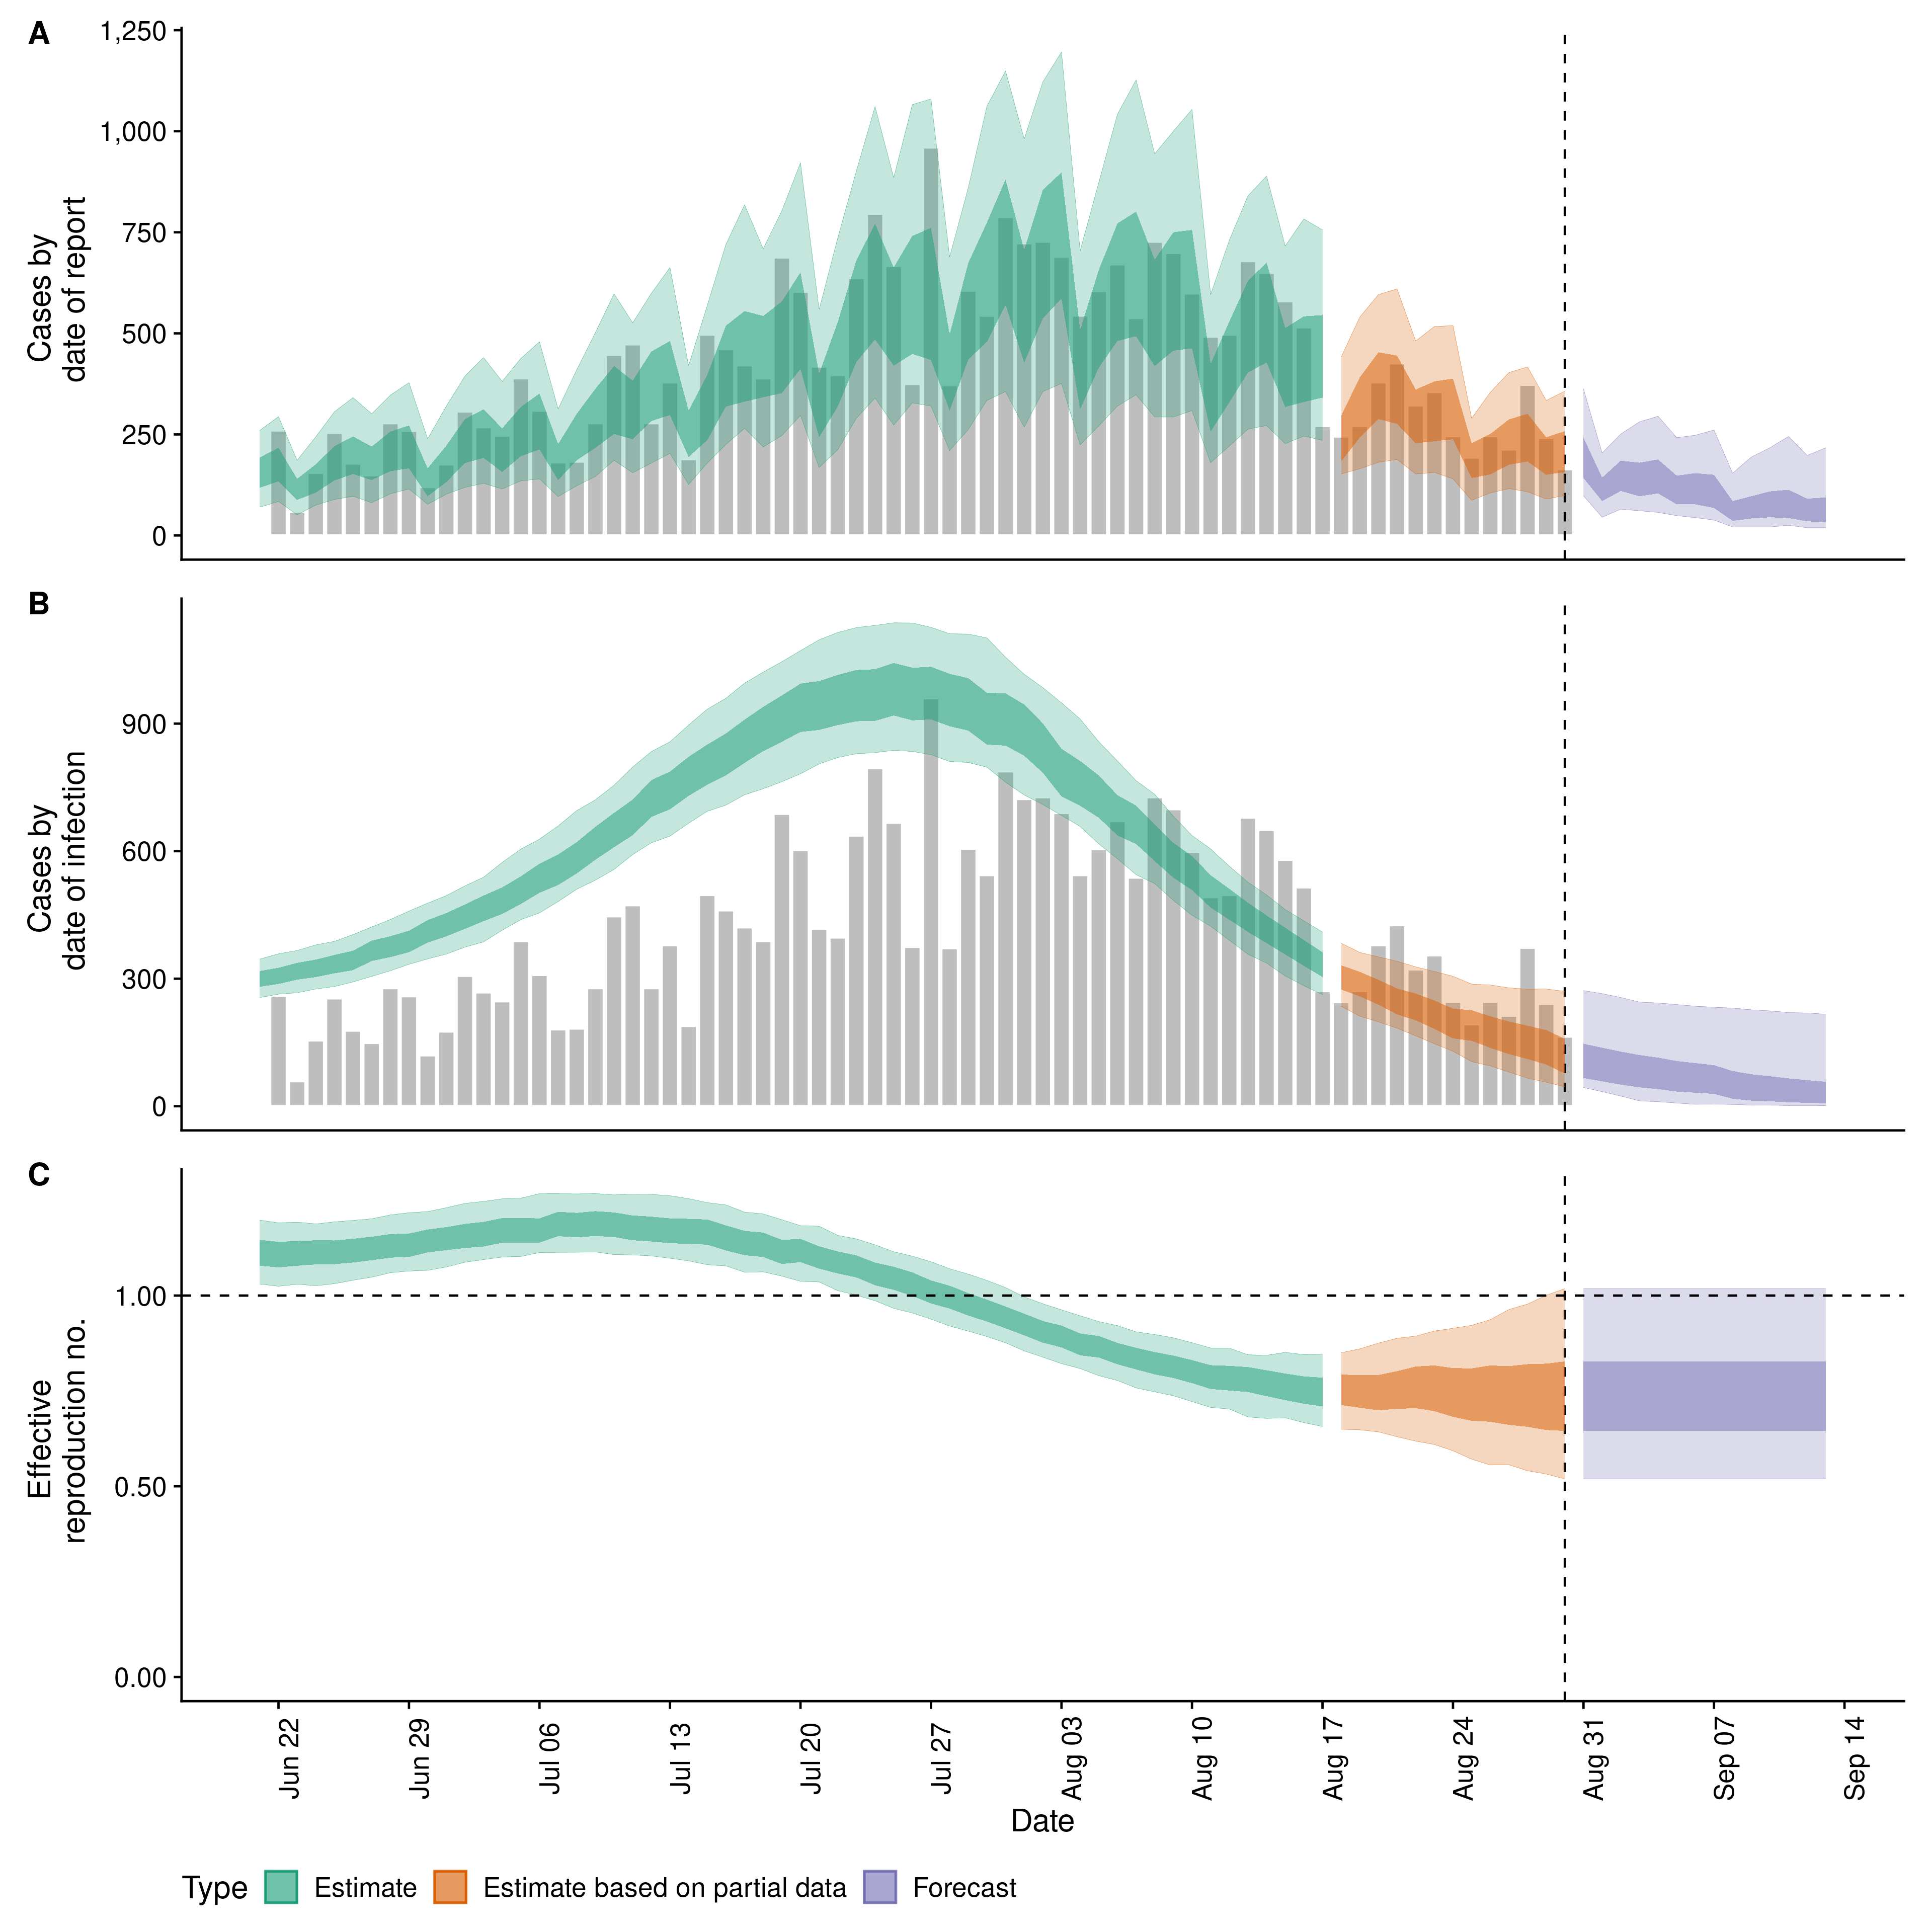 A
1,250
1,000
750
500
250
0
Cases by
date of report
B
900
600
300
0
Cases by
date of infection
C
1.00
0.50
0.00
Effective
reproduction no.
Jun 22
Jun 29
Jul 06
Jul 13
Jul 20
Jul 27
Aug 03
Aug 10
Aug 17
Aug 24
Aug 31
Sep 07
Sep 14
Date
Type Estimate Estimate based on partial data Forecast